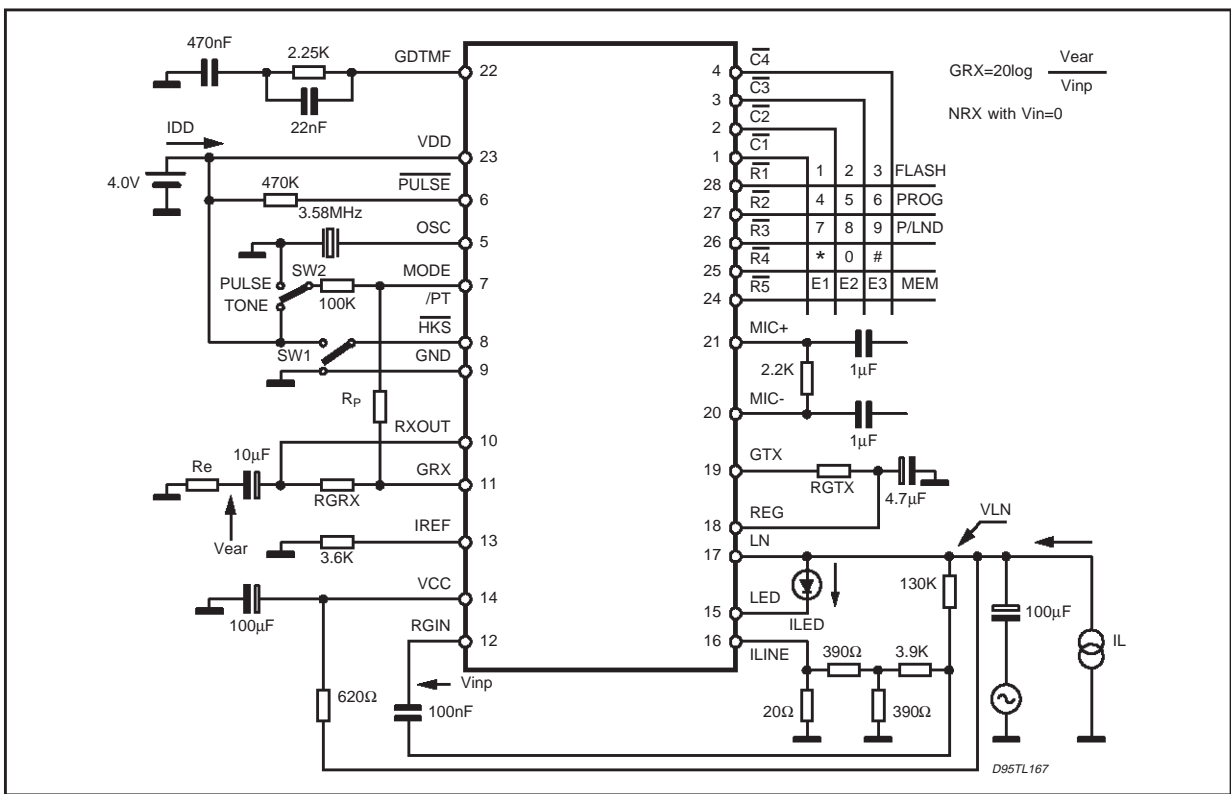 470nF
2.25K
GDTMF
22
22nF
IDD
VDD
23
4.0V
470K
PULSE
6
3.58MHz
OSC
5
PULSE
SW2
MODE
7
TONE
100K
/PT
HKS
8
SW1
GND
9
RP
RXOUT
10
10µF
Re
GRX
11
RGRX
Vear
IREF
13
3.6K
VCC
14
100µF
RGIN
12
Vinp
620Ω
100nF
4
C4
3
C3
2
C2
1
C1
28
R1
1 2 3 FLASH
27
R2
4 5 6 PROG
26
R3
7 8 9 P/LND
25
R4
* 0 #
24
R5
E1 E2 E3 MEM
GRX=20log Vear
Vinp
NRX with Vin=0
21
MIC+
2.2K
1µF
20
MIC-
1µF
19
GTX
RGTX
4.7µF
18
REG
VLN
17
LN
130K
15
LED
ILED
100µF
IL
16
ILINE
390Ω
3.9K
20Ω
390Ω
D95TL167